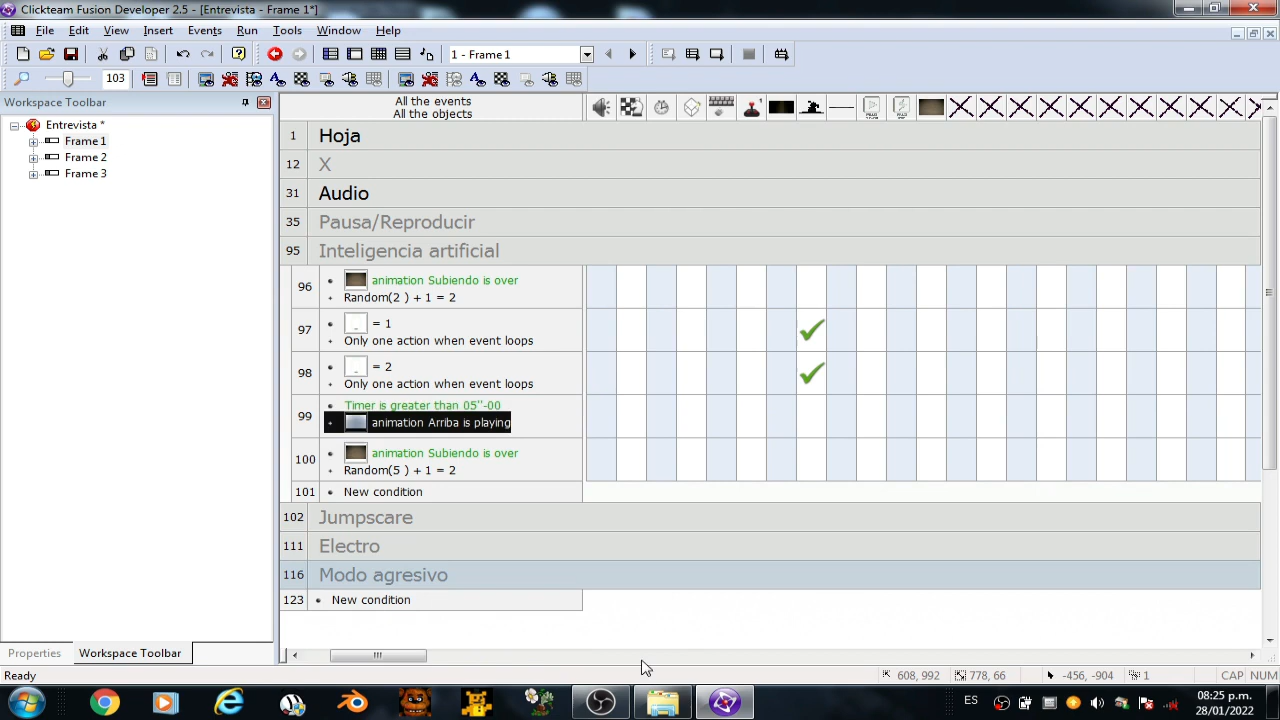 Clickteam Fusion Developer 2.5 - [Entrevista - Frame 1*]
File Edit View Insert Events Run Tools Window Help
1 - Frame 1
103
Workspace Toolbar
Entrevista *
Frame 1
Frame 2
Frame 3
All the events
All the objects
1 Hoja
12 X
31 Audio
35 Pausa/Reproducir
95 Inteligencia artificial
96 animation Subiendo is over
Random(2 ) + 1 = 2
97 = 1
Only one action when event loops
98 = 2
Only one action when event loops
99 Timer is greater than 05"-00
animation Arriba is playing
100 animation Subiendo is over
Random(5 ) + 1 = 2
101 New condition
102 Jumpscare
111 Electro
116 Modo agresivo
123 New condition
Properties Workspace Toolbar
Ready 608, 992 778, 66 -456, -904 1 CAP NUM
ES 08:25 p.m.
28/01/2022